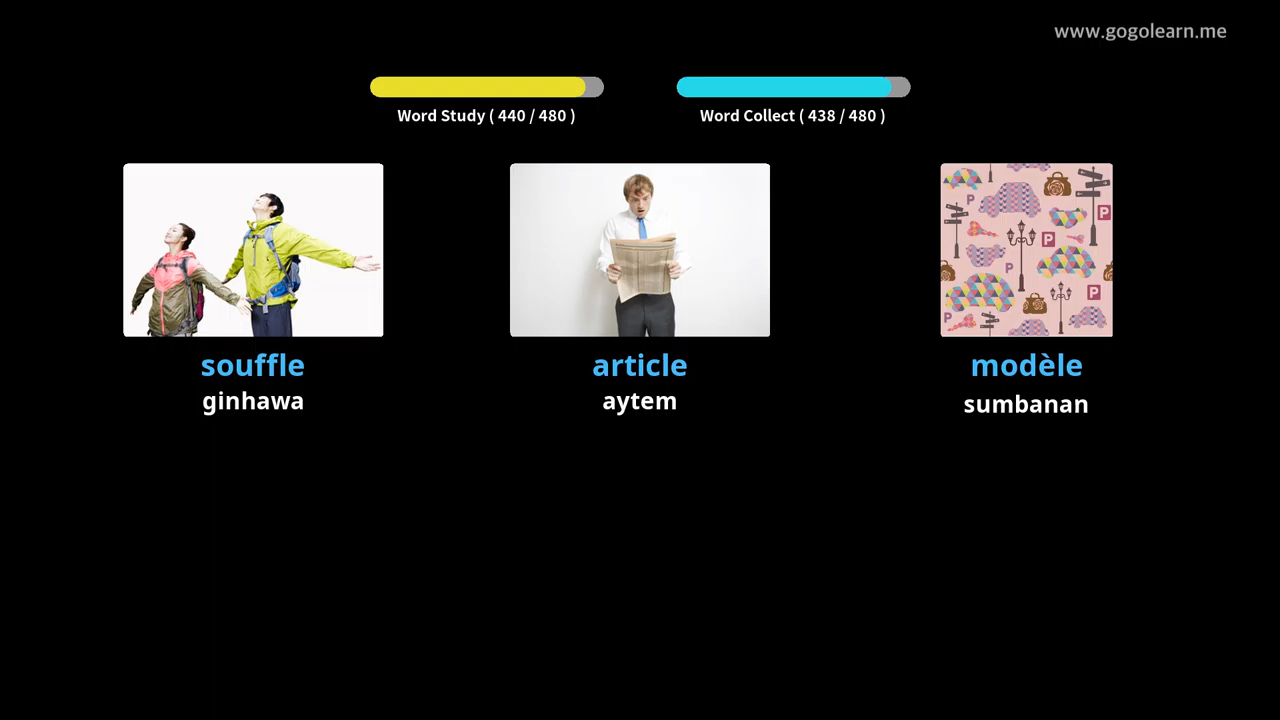 www.gogolearn.me
Word Study ( 440 / 480 )
Word Collect ( 438 / 480 )
P
P
P
P
P
P
souffle
article
modèle
ginhawa
aytem
sumbanan